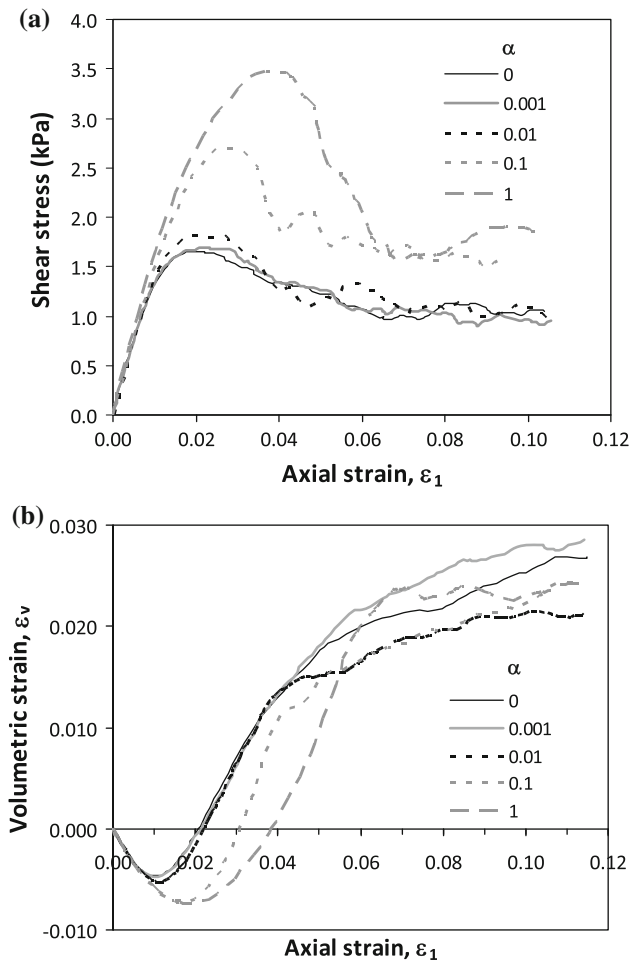 (a)
4.0
3.5
3.0
2.5
2.0
1.5
1.0
0.5
0.0
Shear stress (kPa)
α
0
0.001
0.01
0.1
1
0.00 0.02 0.04 0.06 0.08 0.10 0.12
Axial strain, ε1
(b)
0.030
0.020
0.010
0.000
-0.010
Volumetric strain, εv
α
0
0.001
0.01
0.1
1
0.00 0.02 0.04 0.06 0.08 0.10 0.12
Axial strain, ε1